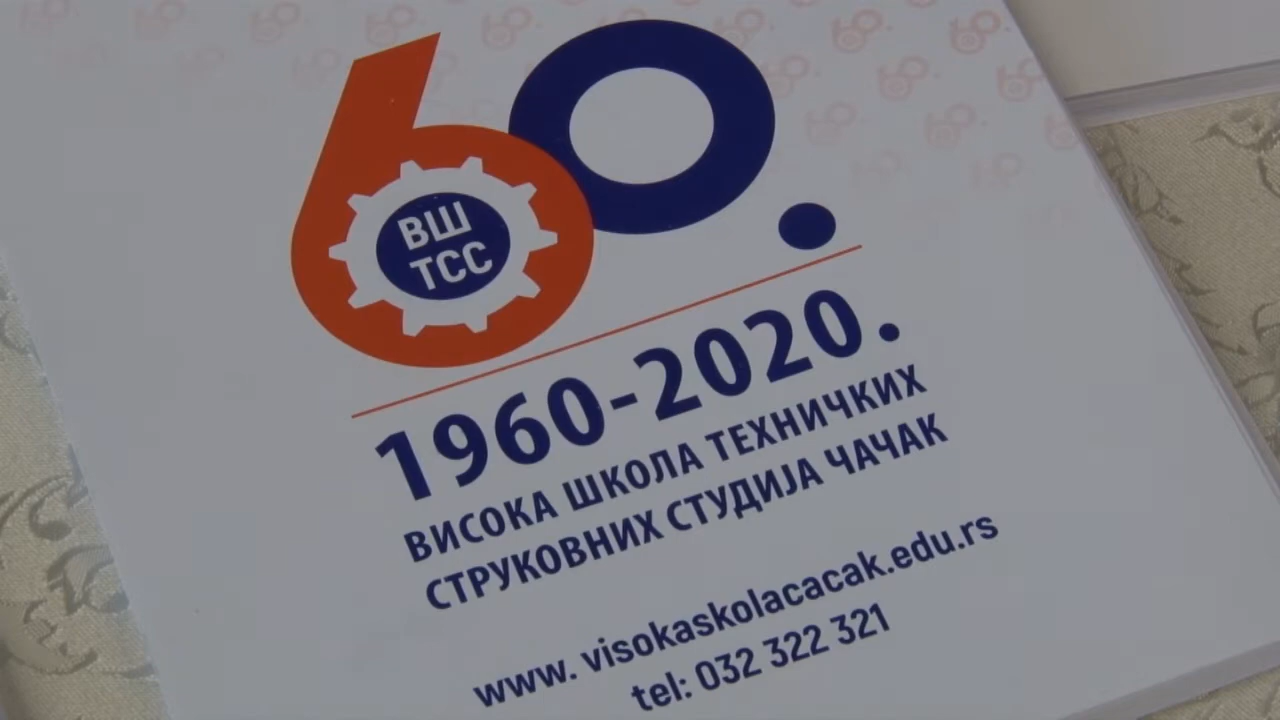 60.
ВШ
ТСС
1960-2020.
ВИСОКА ШКОЛА ТЕХНИЧКИХ
СТРУКОВНИХ СТУДИЈА ЧАЧАК
www. visokaskolacacak.edu.rs
tel: 032 322 321